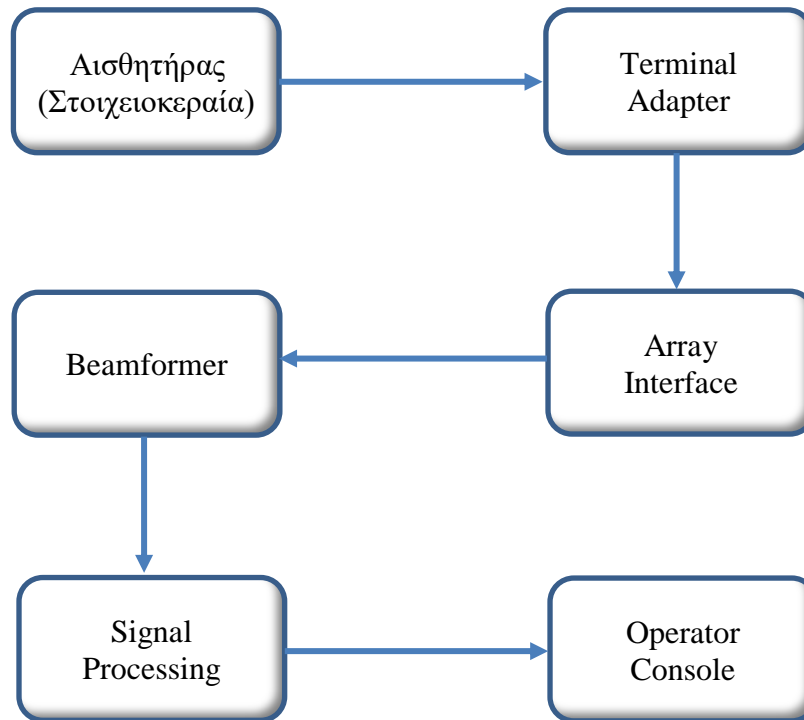 Αισθητήρας
(Στοιχειοκεραία)
Terminal
Adapter
Beamformer
Array
Interface
Signal
Processing
Operator
Console